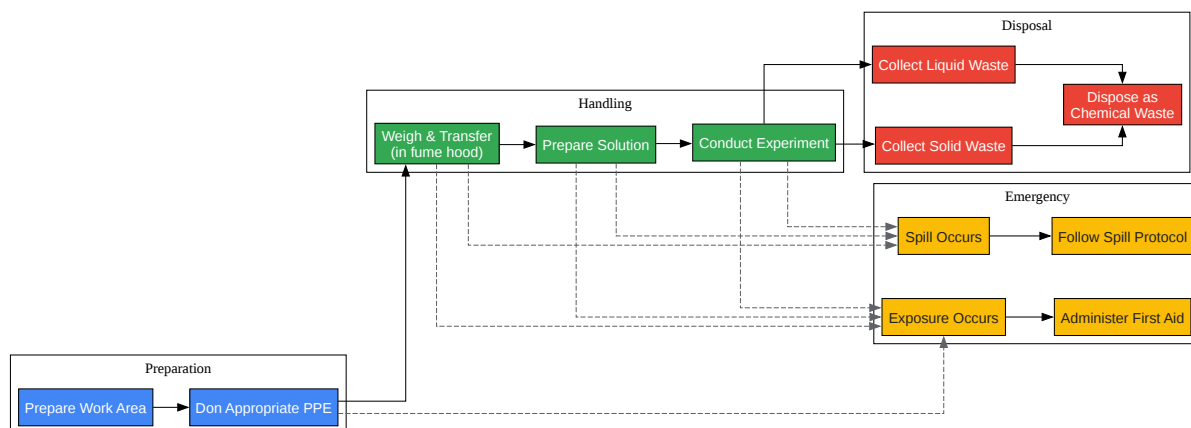 Disposal
Collect Liquid Waste
Dispose as
Chemical Waste
Handling
Weigh & Transfer
(in fume hood)
Prepare Solution
Conduct Experiment
Collect Solid Waste
Emergency
Spill Occurs
Follow Spill Protocol
Exposure Occurs
Administer First Aid
Preparation
Prepare Work Area
Don Appropriate PPE